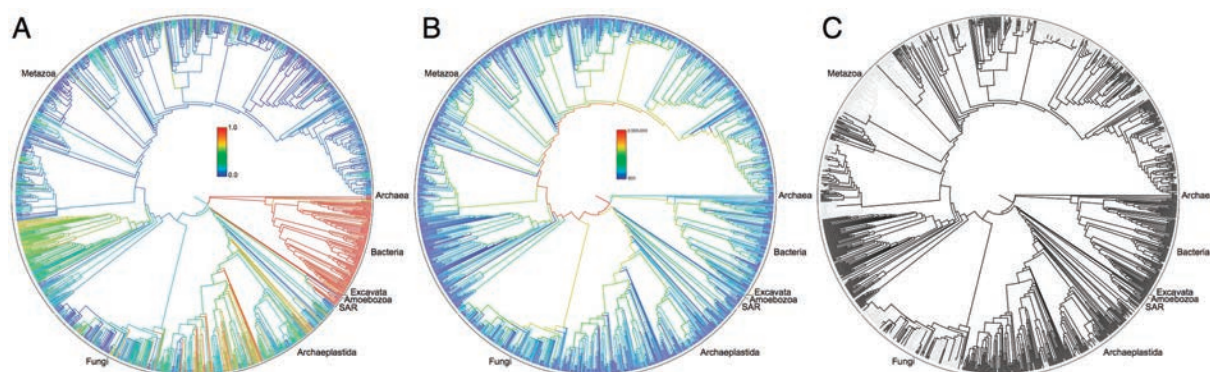 A
Metazoa
1.0
0.0
Archaea
Bacteria
Excavata
Amoebozoa
SAR
Archaeplastida
Fungi
B
Metazoa
Archaea
Bacteria
Excavata
Amoebozoa
SAR
Archaeplastida
Fungi
C
Metazoa
Archaea
Bacteria
Excavata
Amoebozoa
SAR
Archaeplastida
Fungi